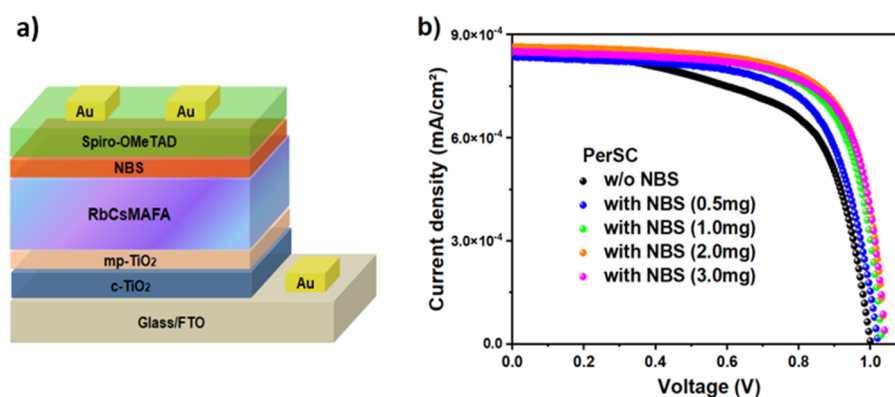 a)
Au
Au
Spiro-OMeTAD
NBS
RbCsMAFA
mp-TiO₂
c-TiO₂
Au
Glass/FTO
b)
9.0×10⁻⁴
6.0×10⁻⁴
3.0×10⁻⁴
0.0
Current density (mA/cm²)
PerSC
w/o NBS
with NBS (0.5mg)
with NBS (1.0mg)
with NBS (2.0mg)
with NBS (3.0mg)
0.0 0.2 0.4 0.6 0.8 1.0
Voltage (V)